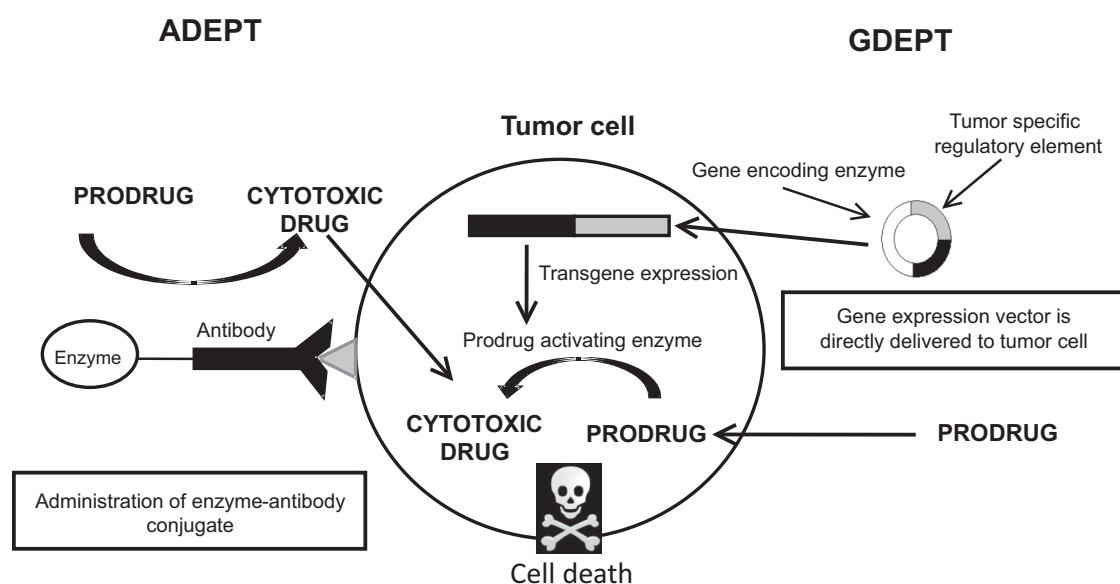 ADEPT
GDEPT
Tumor cell
Tumor specific
regulatory element
Gene encoding enzyme
PRODRUG
CYTOTOXIC
DRUG
Transgene expression
Gene expression vector is
directly delivered to tumor cell
Antibody
Enzyme
Prodrug activating enzyme
CYTOTOXIC
DRUG
PRODRUG
PRODRUG
Administration of enzyme-antibody
conjugate
Cell death